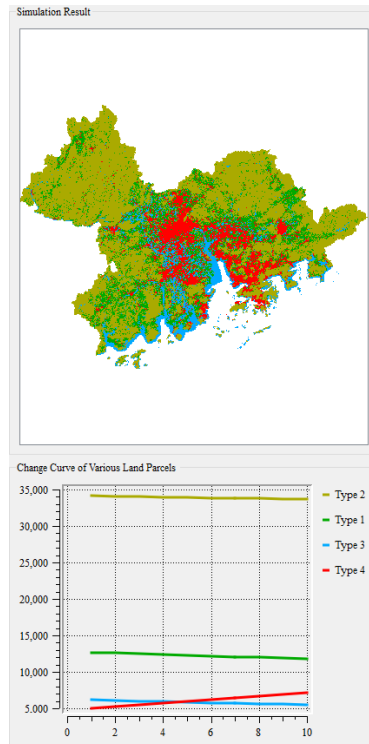 Simulation Result
Change Curve of Various Land Parcels
35,000
30,000
25,000
20,000
15,000
10,000
5,000
0 2 4 6 8 10
Type 2
Type 1
Type 3
Type 4